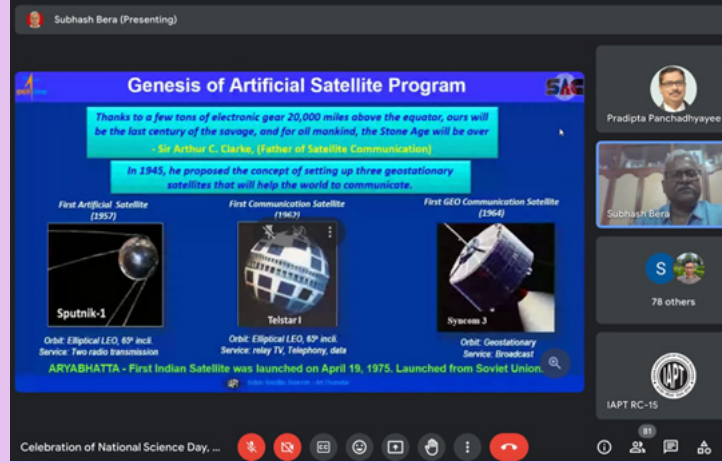 Subhash Bera (Presenting)
Genesis of Artificial Satellite Program
SAC
Thanks to a few tons of electronic gear 20,000 miles above the equator, ours will
be the last century of the savage, and for all mankind, the Stone Age will be over
- Sir Arthur C. Clarke, (Father of Satellite Communication)
In 1945, he proposed the concept of setting up three geostationary
satellites that will help the world to communicate.
First Artificial Satellite
(1957)
Sputnik-1
Orbit: Elliptical LEO, 65º incli.
Service: Two radio transmission
First Communication Satellite
(1962)
Telstar I
Orbit: Elliptical LEO, 65º incli.
Service: relay TV, Telephony, data
First GEO Communication Satellite
(1964)
Syncom 3
Orbit: Geostationary
Service: Broadcast
ARYABHATTA - First Indian Satellite was launched on April 19, 1975. Launched from Soviet Union.
Pradipta Panchadhyayee
Subhash Bera
S
78 others
IAPT
IAPT RC-15
Celebration of National Science Day, ...
CC
81